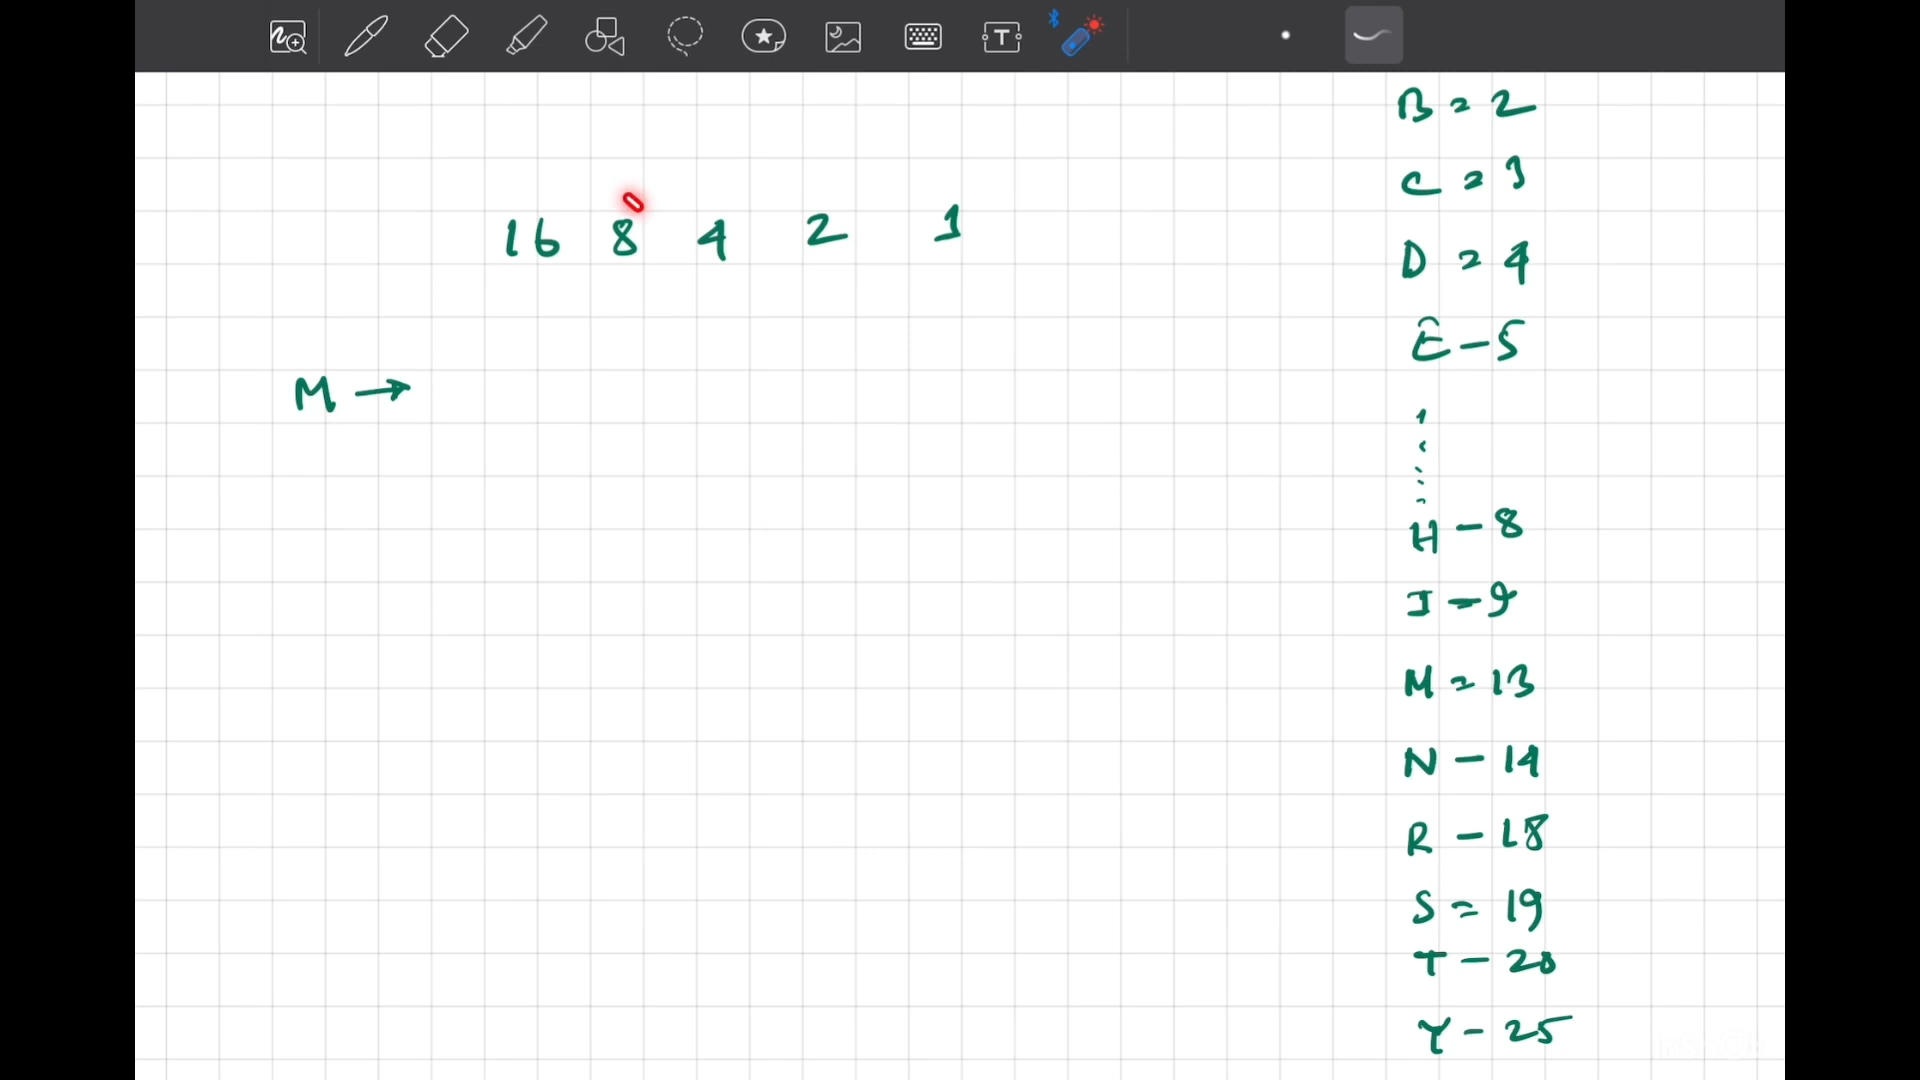 B = 2
C = 3
16 8 4 2 1
D = 4
E - 5
M →
H - 8
I - 9
M = 13
N - 14
R - 18
S = 19
T - 20
Y - 25